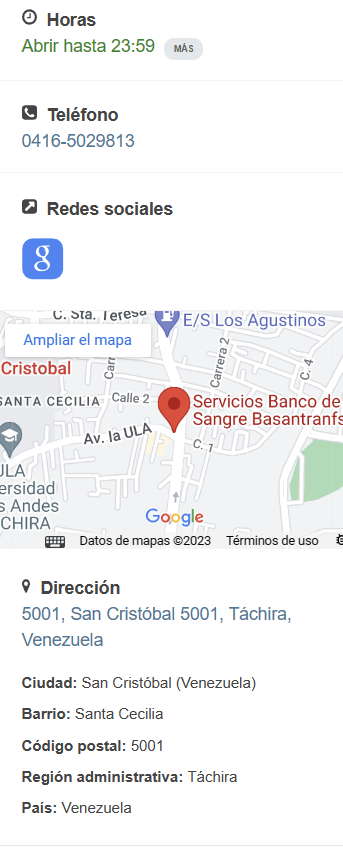 Horas
Abrir hasta 23:59 MÁS
Teléfono
0416-5029813
Redes sociales
g
C. Sta. Teresa
E/S Los Agustinos
Ampliar el mapa
Carrera 2
C. 4
Cristobal
SANTA CECILIA
Calle 2
Servicios Banco de
Sangre Basantranfs
Av. la ULA
C. 1
ULA
versidad
s Andes
CHIRA
Google
Datos de mapas ©2023
Términos de uso
Dirección
5001, San Cristóbal 5001, Táchira,
Venezuela
Ciudad: San Cristóbal (Venezuela)
Barrio: Santa Cecilia
Código postal: 5001
Región administrativa: Táchira
País: Venezuela